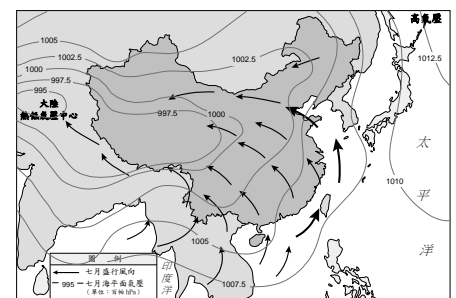 高氣壓
1005
1002.5
1000
997.5
995
大陸
熱低氣壓中心
1002.5
1012.5
997.5
1000
太
平
洋
1010
1005
1007.5
印
度
洋
圖 例
七月盛行風向
995 七月海平面氣壓
(單位:百帕 hPa)